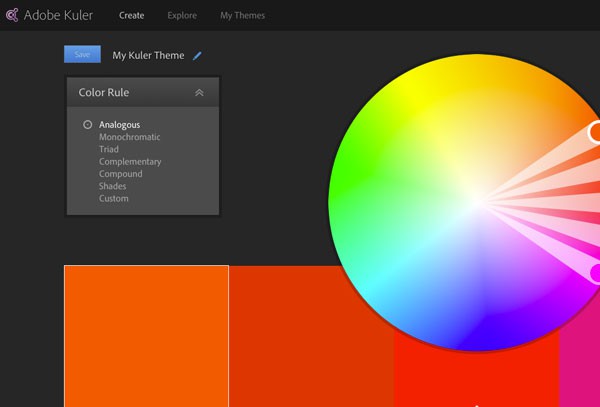 Adobe Kuler Create Explore My Themes
Save My Kuler Theme
Color Rule
Analogous
Monochromatic
Triad
Complementary
Compound
Shades
Custom